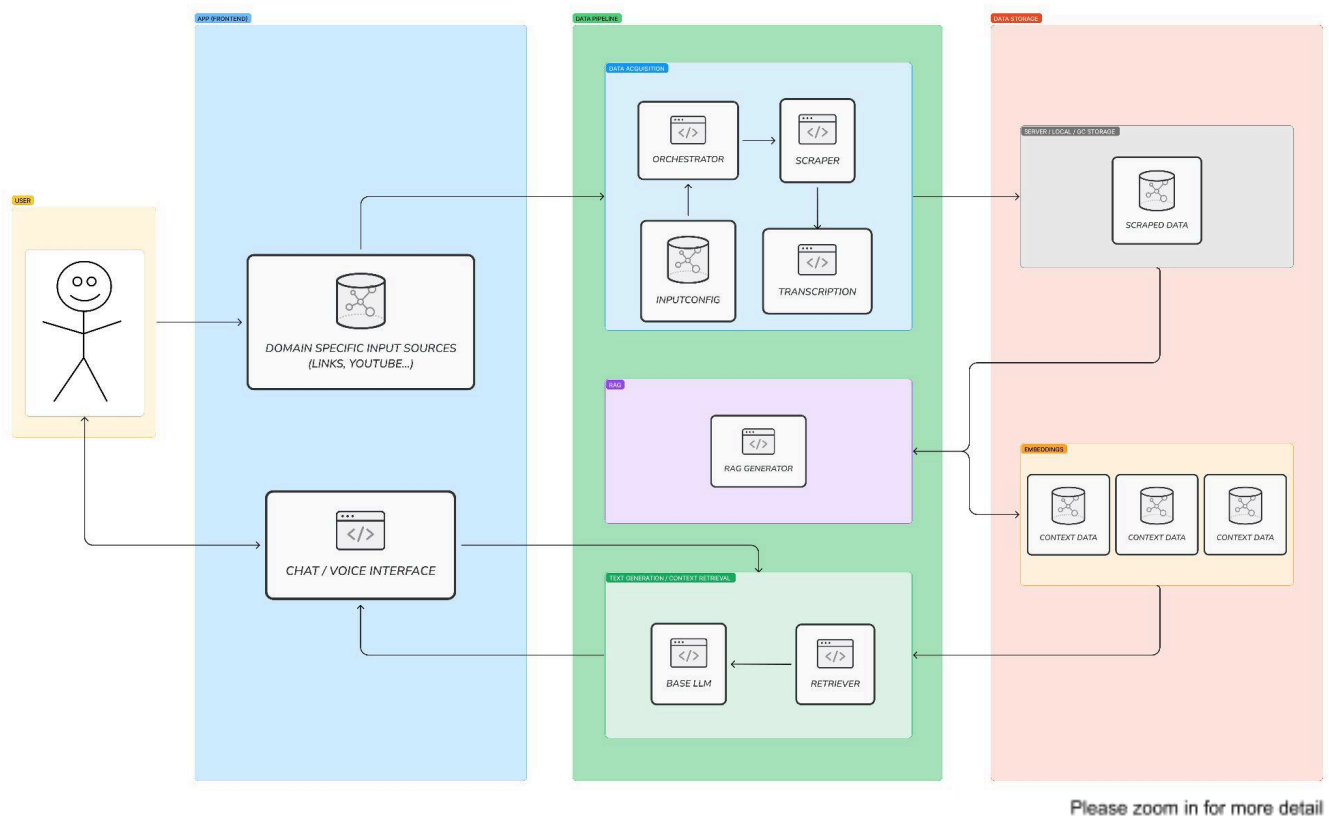 APP (FRONTEND)
DATA PIPELINE
DATA STORAGE
DATA ACQUISITION
ORCHESTRATOR
SCRAPER
INPUTCONFIG
TRANSCRIPTION
SERVER / LOCAL / GC STORAGE
SCRAPED DATA
USER
DOMAIN SPECIFIC INPUT SOURCES
(LINKS, YOUTUBE...)
RAG
RAG GENERATOR
EMBEDDINGS
CONTEXT DATA
CONTEXT DATA
CONTEXT DATA
CHAT / VOICE INTERFACE
TEXT GENERATION / CONTEXT RETRIEVAL
BASE LLM
RETRIEVER
Please zoom in for more detail